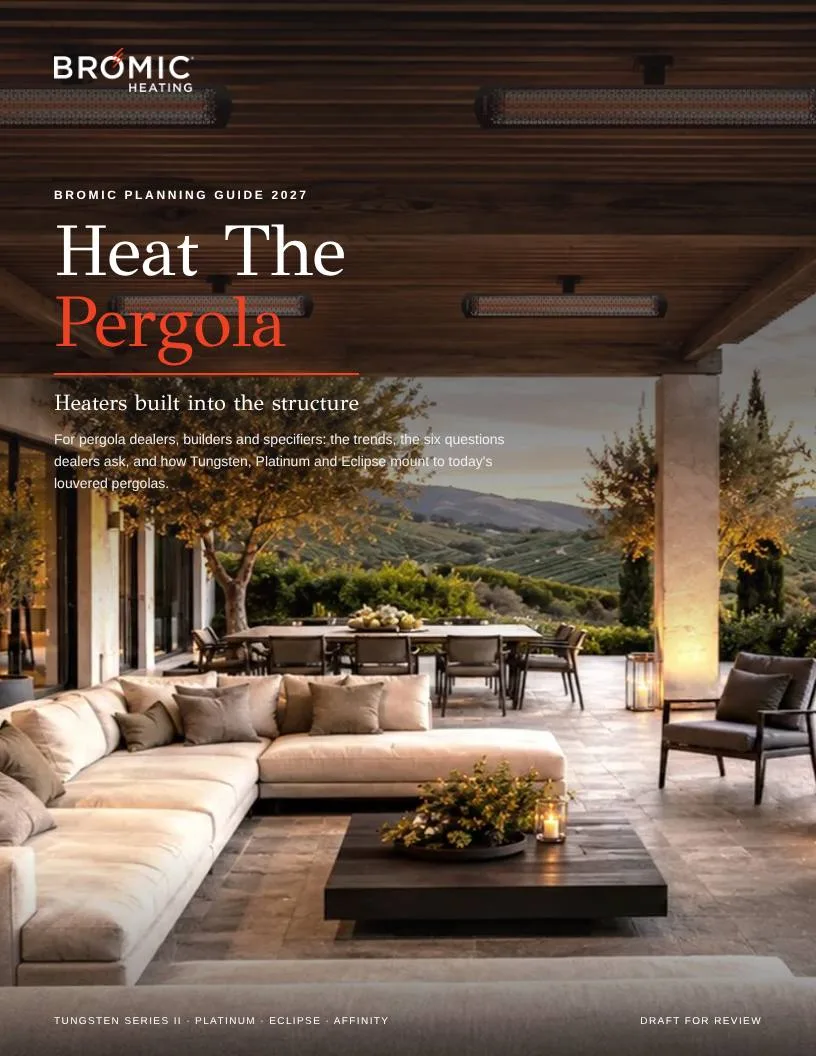 BROMIC
HEATING
BROMIC PLANNING GUIDE 2027
Heat The
Pergola
Heaters built into the structure
For pergola dealers, builders and specifiers: the trends, the six questions
dealers ask, and how Tungsten, Platinum and Eclipse mount to today's
louvered pergolas.
TUNGSTEN SERIES II · PLATINUM · ECLIPSE · AFFINITY
DRAFT FOR REVIEW